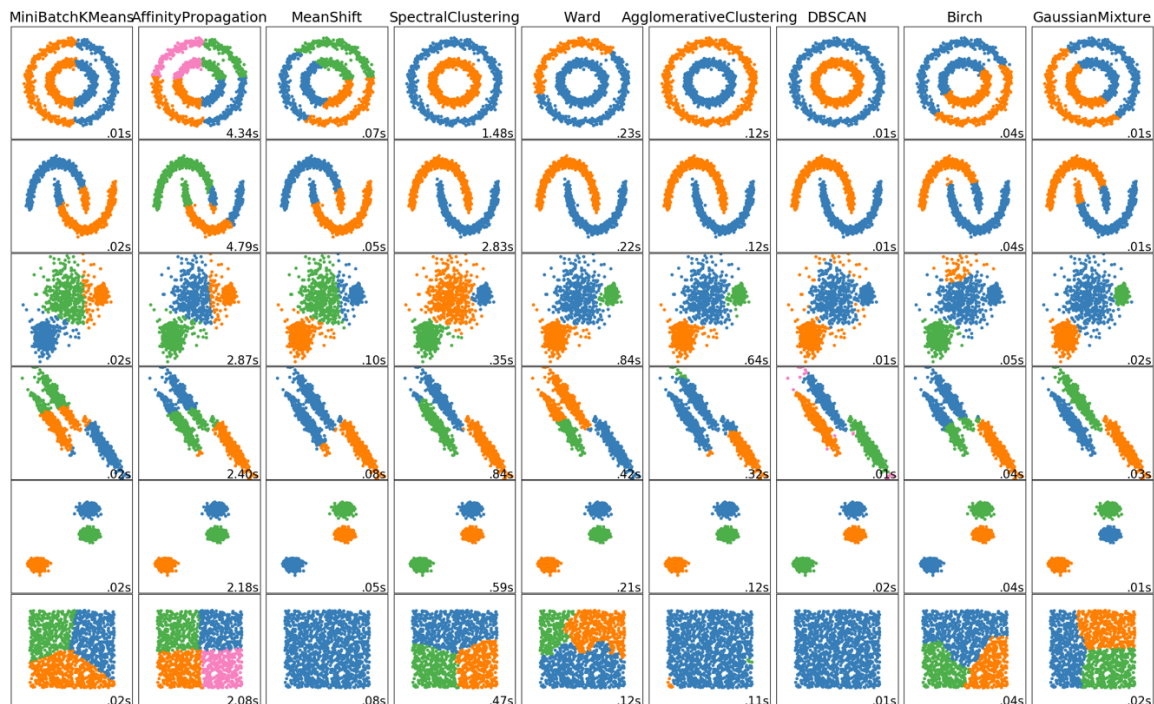 MiniBatchKMeans AffinityPropagation MeanShift SpectralClustering Ward AgglomerativeClustering DBSCAN Birch GaussianMixture
.01s 4.34s .07s 1.48s .23s .12s .01s .04s .01s
.02s 4.79s .05s 2.83s .22s .12s .01s .04s .01s
.02s 2.87s .10s .35s .84s .64s .01s .05s .02s
.02s 2.40s .08s .84s .42s .32s .01s .04s .03s
.02s 2.18s .05s .59s .21s .12s .02s .04s .01s
.02s 2.08s .08s .47s .12s .11s .01s .04s .02s